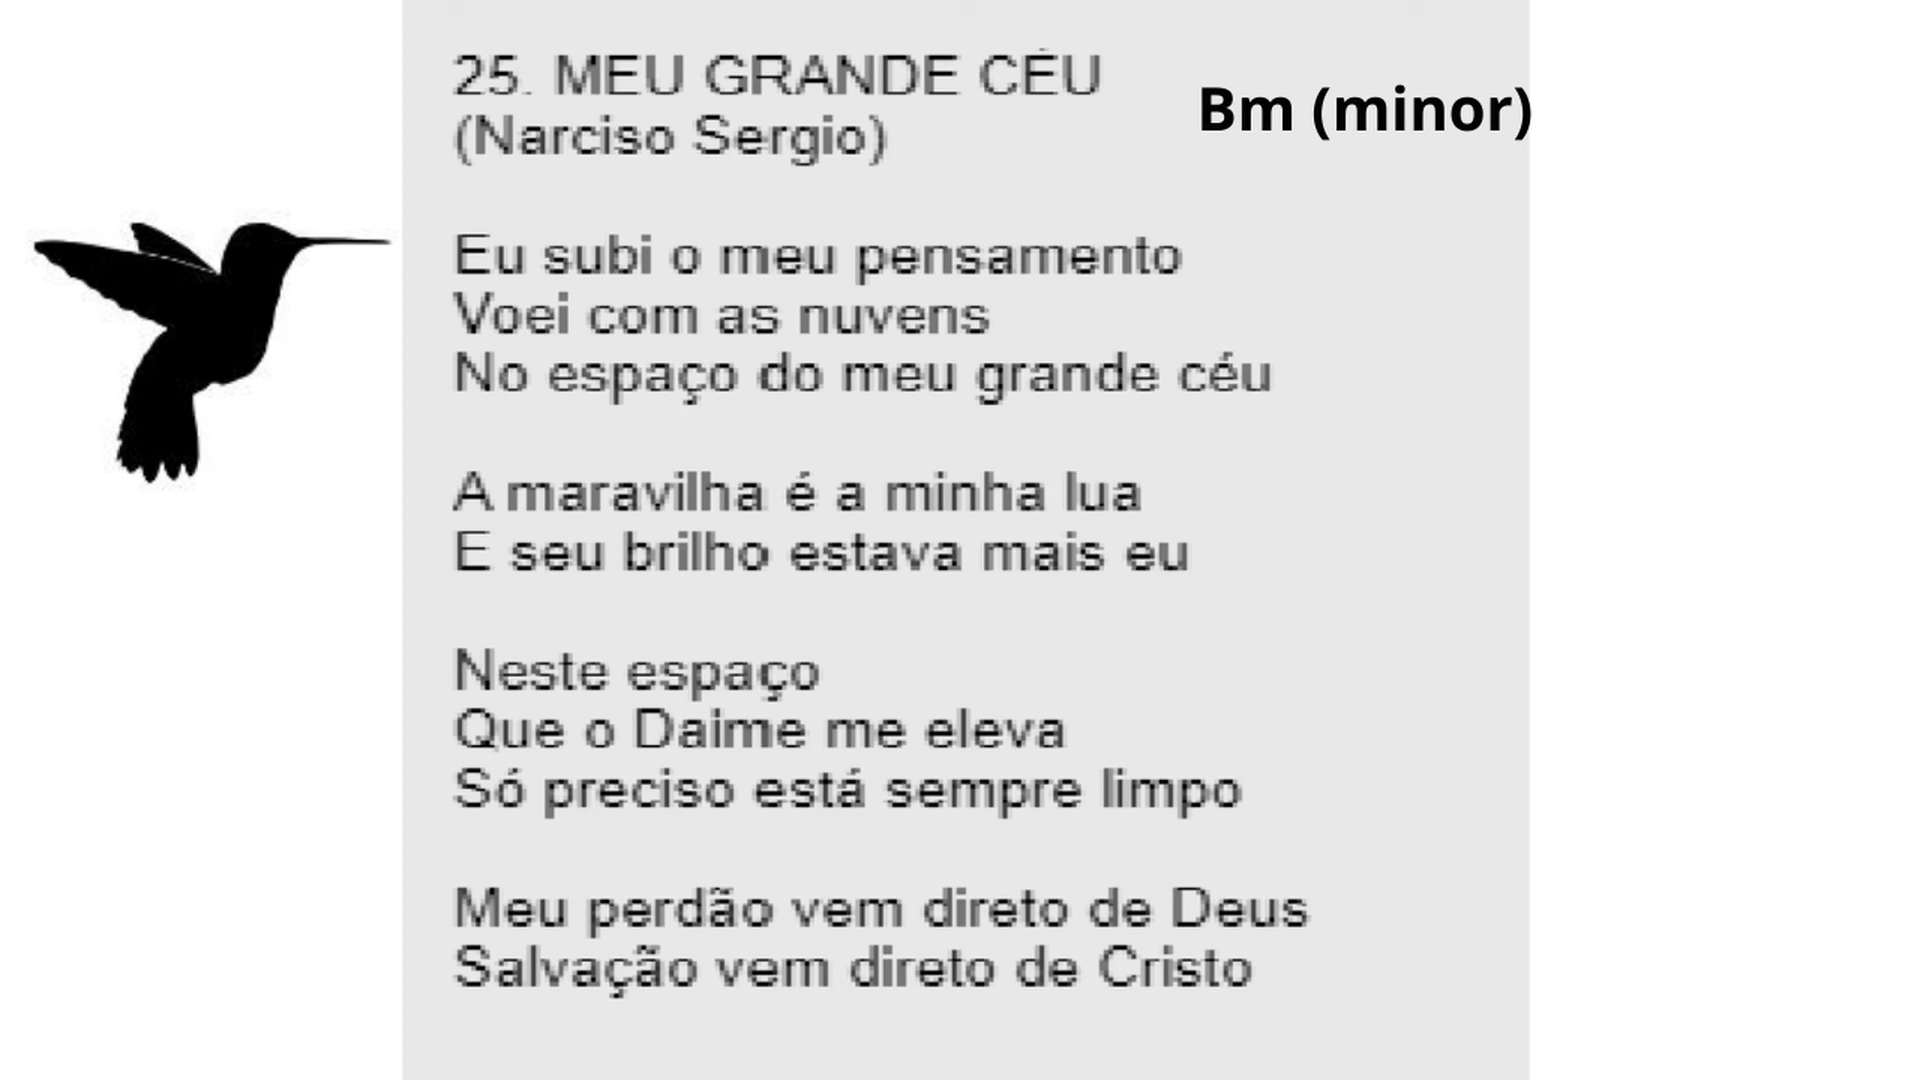 25. MEU GRANDE CÉU
(Narciso Sergio)
Bm (minor)
Eu subi o meu pensamento
Voei com as nuvens
No espaço do meu grande céu
A maravilha é a minha lua
E seu brilho estava mais eu
Neste espaço
Que o Daime me eleva
Só preciso está sempre limpo
Meu perdão vem direto de Deus
Salvação vem direto de Cristo